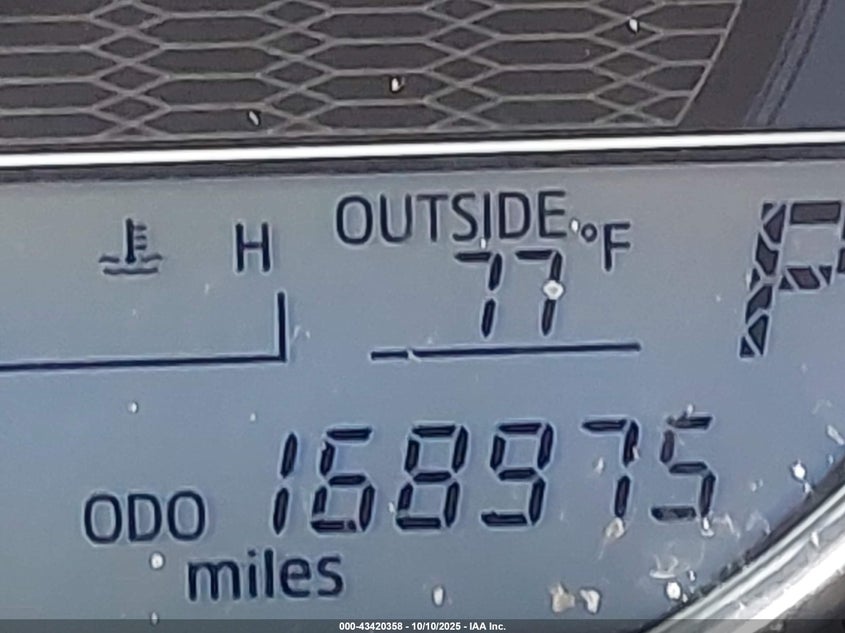 OUTSIDE
H
°F
77
P
168975
ODO
miles
000-43420358 - 10/10/2025 - IAA Inc.